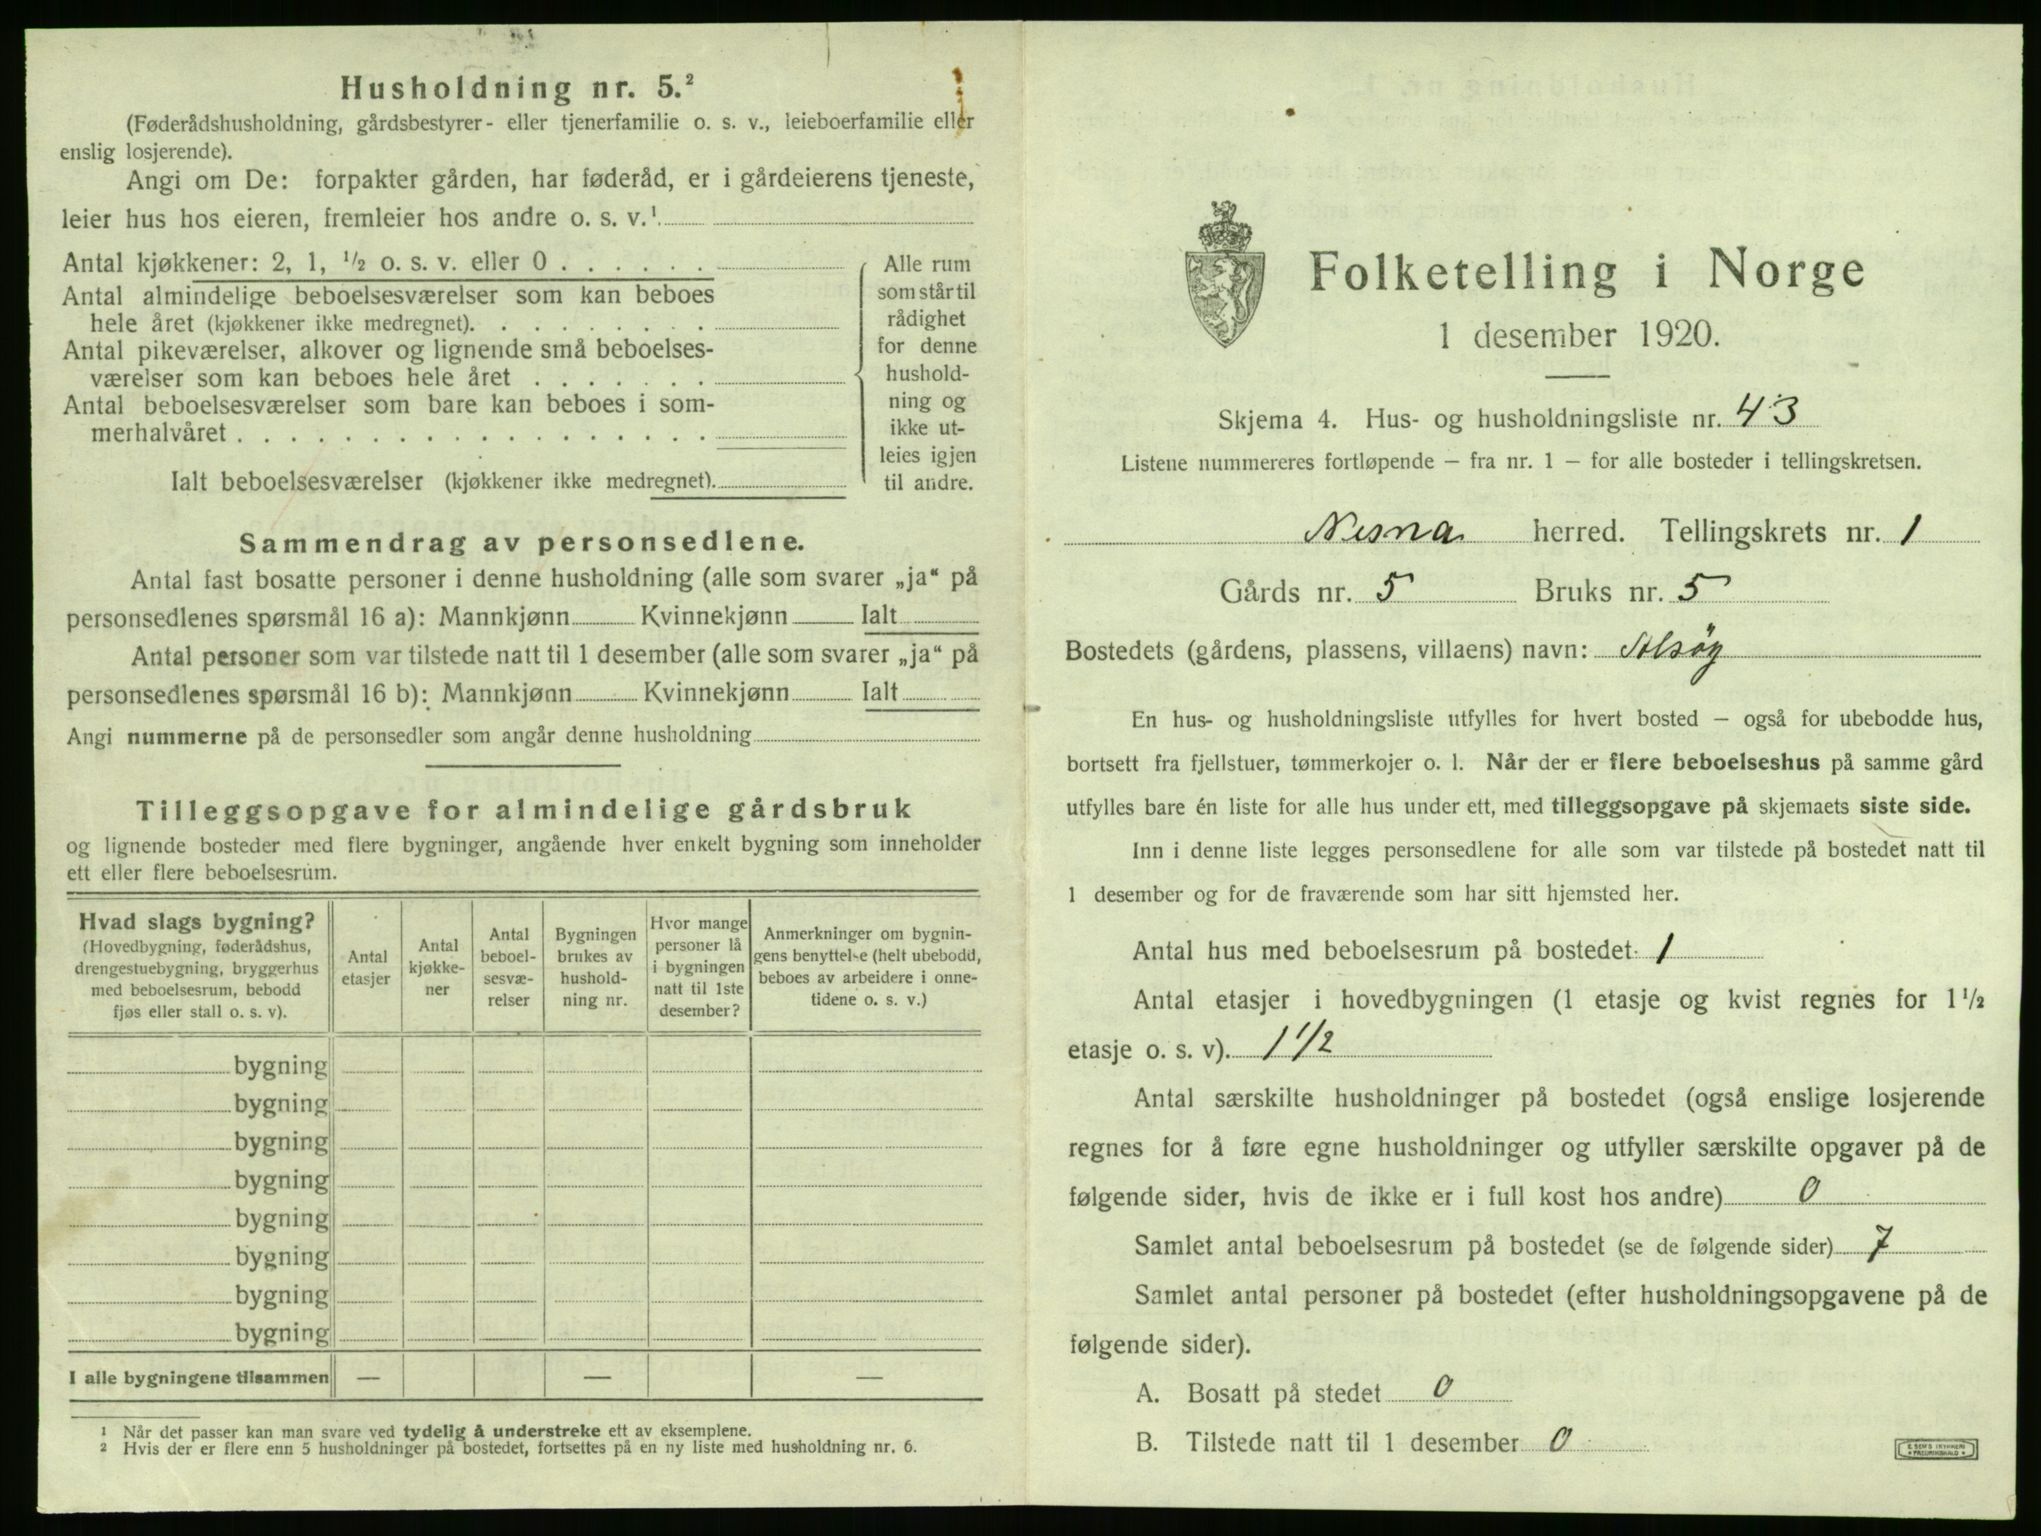 Husholdning nr. 5.²
(Føderådshusholdning, gårdsbestyrer- eller tjenerfamilie o. s. v., leieboerfamilie eller
enslig losjerende).
Angi om De: forpakter gården, har føderåd, er i gårdeierens tjeneste,
leier hus hos eieren, fremleier hos andre o. s. v.¹
Antal kjøkkener: 2, 1, ½ o. s. v. eller 0 . . . . . .
Antal almindelige beboelsesværelser som kan beboes
hele året (kjøkkener ikke medregnet). . . . . . . . .
Antal pikeværelser, alkover og lignende små beboelses-
værelser som kan beboes hele året . . . . . . .
Antal beboelsesværelser som bare kan beboes i som-
merhalvåret . . . . . . . . . . . . . . . . . .
Ialt beboelsesværelser (kjøkkener ikke medregnet).
Alle rum
som står til
rådighet
for denne
hushold-
ning og
ikke ut-
leies igjen
til andre.
Sammendrag av personsedlene.
Antal fast bosatte personer i denne husholdning (alle som svarer „ja“ på
personsedlenes spørsmål 16 a): Mannkjønn Kvinnekjønn Ialt
Antal personer som var tilstede natt til 1 desember (alle som svarer „ja“ på
personsedlenes spørsmål 16 b): Mannkjønn Kvinnekjønn Ialt
Angi nummerne på de personsedler som angår denne husholdning
Tilleggsopgave for almindelige gårdsbruk
og lignende bosteder med flere bygninger, angående hver enkelt bygning som inneholder
ett eller flere beboelsesrum.
Hvad slags bygning?
(Hovedbygning, føderådshus,
drengestuebygning, bryggerhus
med beboelsesrum, bebodd
fjøs eller stall o. s. v).
Antal
etasjer
Antal
kjøkke-
ner
Antal
beboel-
sesvæ-
relser
Bygningen
brukes av
hushold-
ning nr.
Hvor mange
personer lå
i bygningen
natt til 1ste
desember?
Anmerkninger om bygnin-
gens benyttelse (helt ubebodd,
beboes av arbeidere i onne-
tidene o. s. v.)
bygning
bygning
bygning
bygning
bygning
bygning
bygning
bygning
I alle bygningene tilsammen — — —
¹ Når det passer kan man svare ved tydelig å understreke ett av eksemplene.
² Hvis der er flere enn 5 husholdninger på bostedet, fortsettes på en ny liste med husholdning nr. 6.
Folketelling i Norge
1 desember 1920.
Skjema 4. Hus- og husholdningsliste nr. 43
Listene nummereres fortløpende – fra nr. 1 – for alle bosteder i tellingskretsen.
Nesna herred. Tellingskrets nr. 1
Gårds nr. 5 Bruks nr. 5
Bostedets (gårdens, plassens, villaens) navn: Alsøy
En hus- og husholdningsliste utfylles for hvert bosted – også for ubebodde hus,
bortsett fra fjellstuer, tømmerkojer o. l. Når der er flere beboelseshus på samme gård
utfylles bare én liste for alle hus under ett, med tilleggsopgave på skjemaets siste side.
Inn i denne liste legges personsedlene for alle som var tilstede på bostedet natt til
1 desember og for de fraværende som har sitt hjemsted her.
Antal hus med beboelsesrum på bostedet 1
Antal etasjer i hovedbygningen (1 etasje og kvist regnes for 1½
etasje o. s. v). 1½
Antal særskilte husholdninger på bostedet (også enslige losjerende
regnes for å føre egne husholdninger og utfyller særskilte opgaver på de
følgende sider, hvis de ikke er i full kost hos andre) 0
Samlet antal beboelsesrum på bostedet (se de følgende sider) 7
Samlet antal personer på bostedet (efter husholdningsopgavene på de
følgende sider).
A. Bosatt på stedet 0
B. Tilstede natt til 1 desember 0